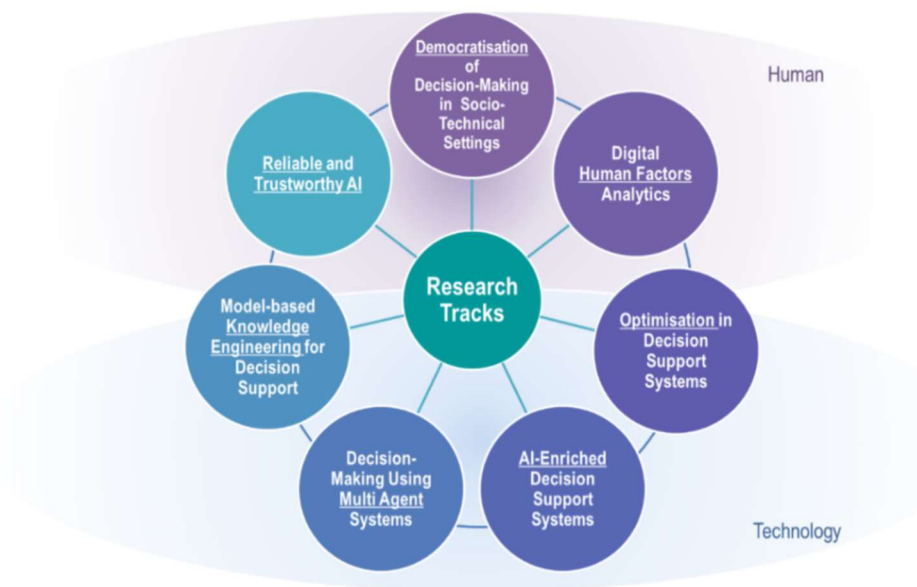 Human
Democratisation
of
Decision-Making
in Socio-
Technical
Settings
Digital
Human Factors
Analytics
Optimisation in
Decision
Support
Systems
AI-Enriched
Decision
Support
Systems
Decision-
Making Using
Multi Agent
Systems
Model-based
Knowledge
Engineering for
Decision
Support
Reliable and
Trustworthy AI
Research
Tracks
Technology